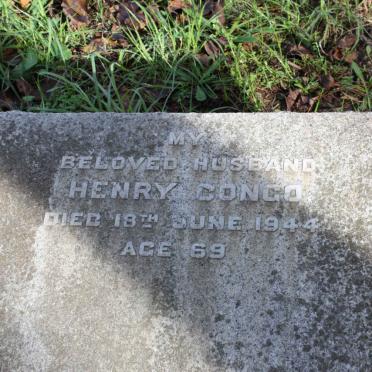 MY
BELOVED HUSBAND
HENRY CONGO
DIED 18TH JUNE 1944
AGE 69